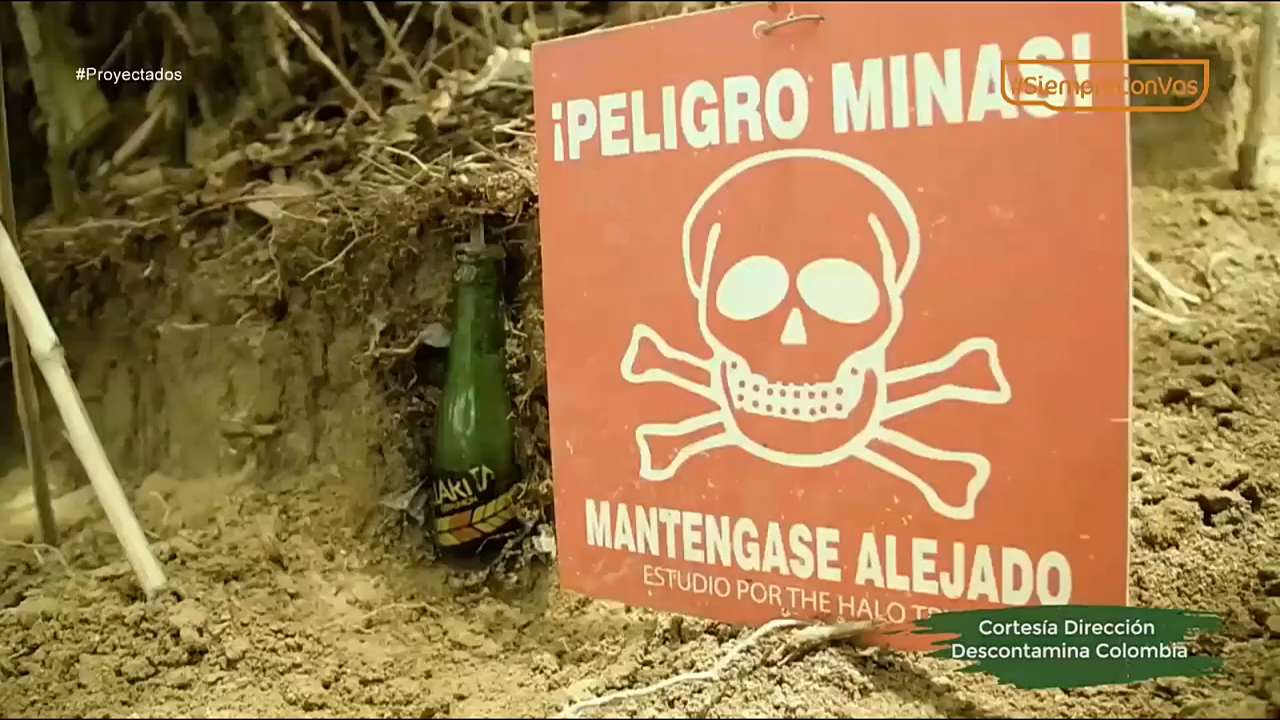 #Proyectados
#SiempreConVos
¡PELIGRO MINAS!
MANTENGASE ALEJADO
ESTUDIO POR THE HALO
Cortesía Dirección
Descontamina Colombia